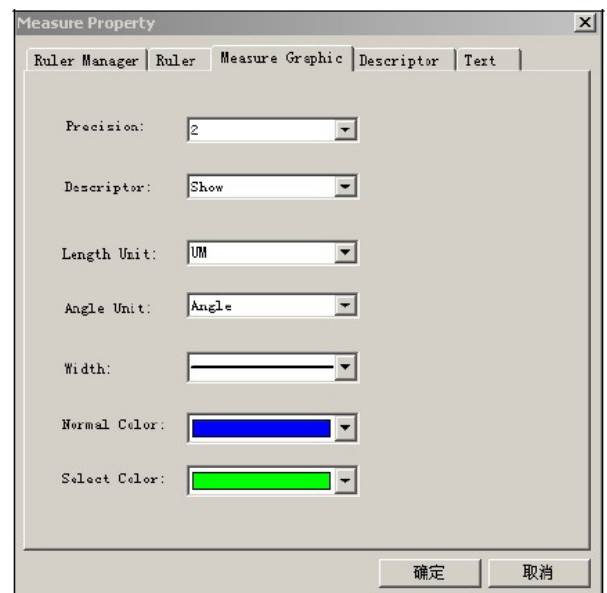 Measure Property
Ruler Manager Ruler Measure Graphic Descriptor Text
Precision: 2
Descriptor: Show
Length Unit: UM
Angle Unit: Angle
Width:
Normal Color:
Select Color:
确定 取消